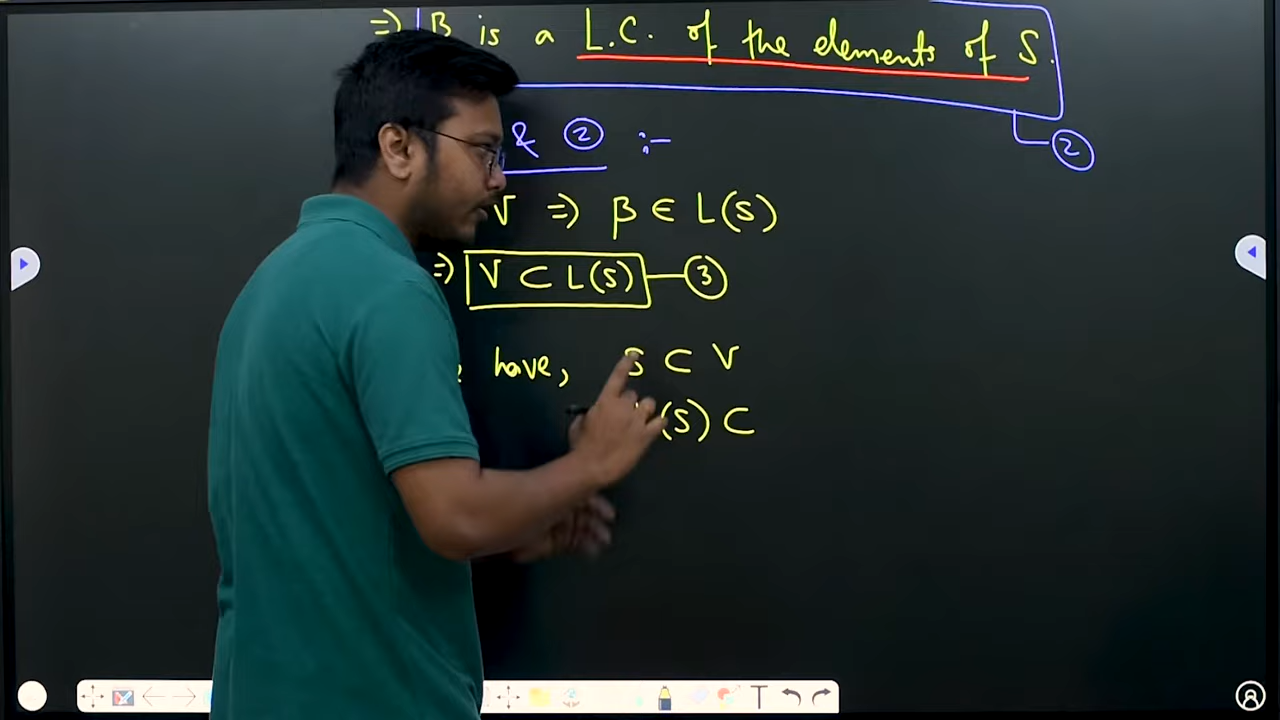 =) β is a L.C. of the elements of S.
& ② :-
②
V =) β ∈ L(S)
=) V ⊂ L(S) — ③
have, S ⊂ V
(S) ⊂
T